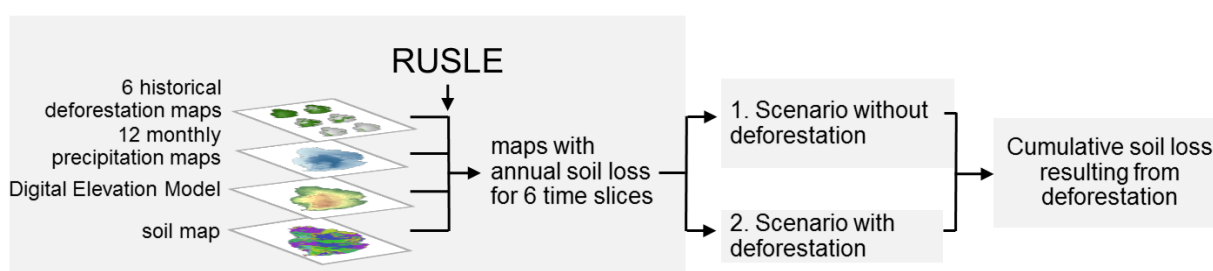 RUSLE
6 historical
deforestation maps
12 monthly
precipitation maps
Digital Elevation Model
soil map
maps with
annual soil loss
for 6 time slices
1. Scenario without
deforestation
2. Scenario with
deforestation
Cumulative soil loss
resulting from
deforestation